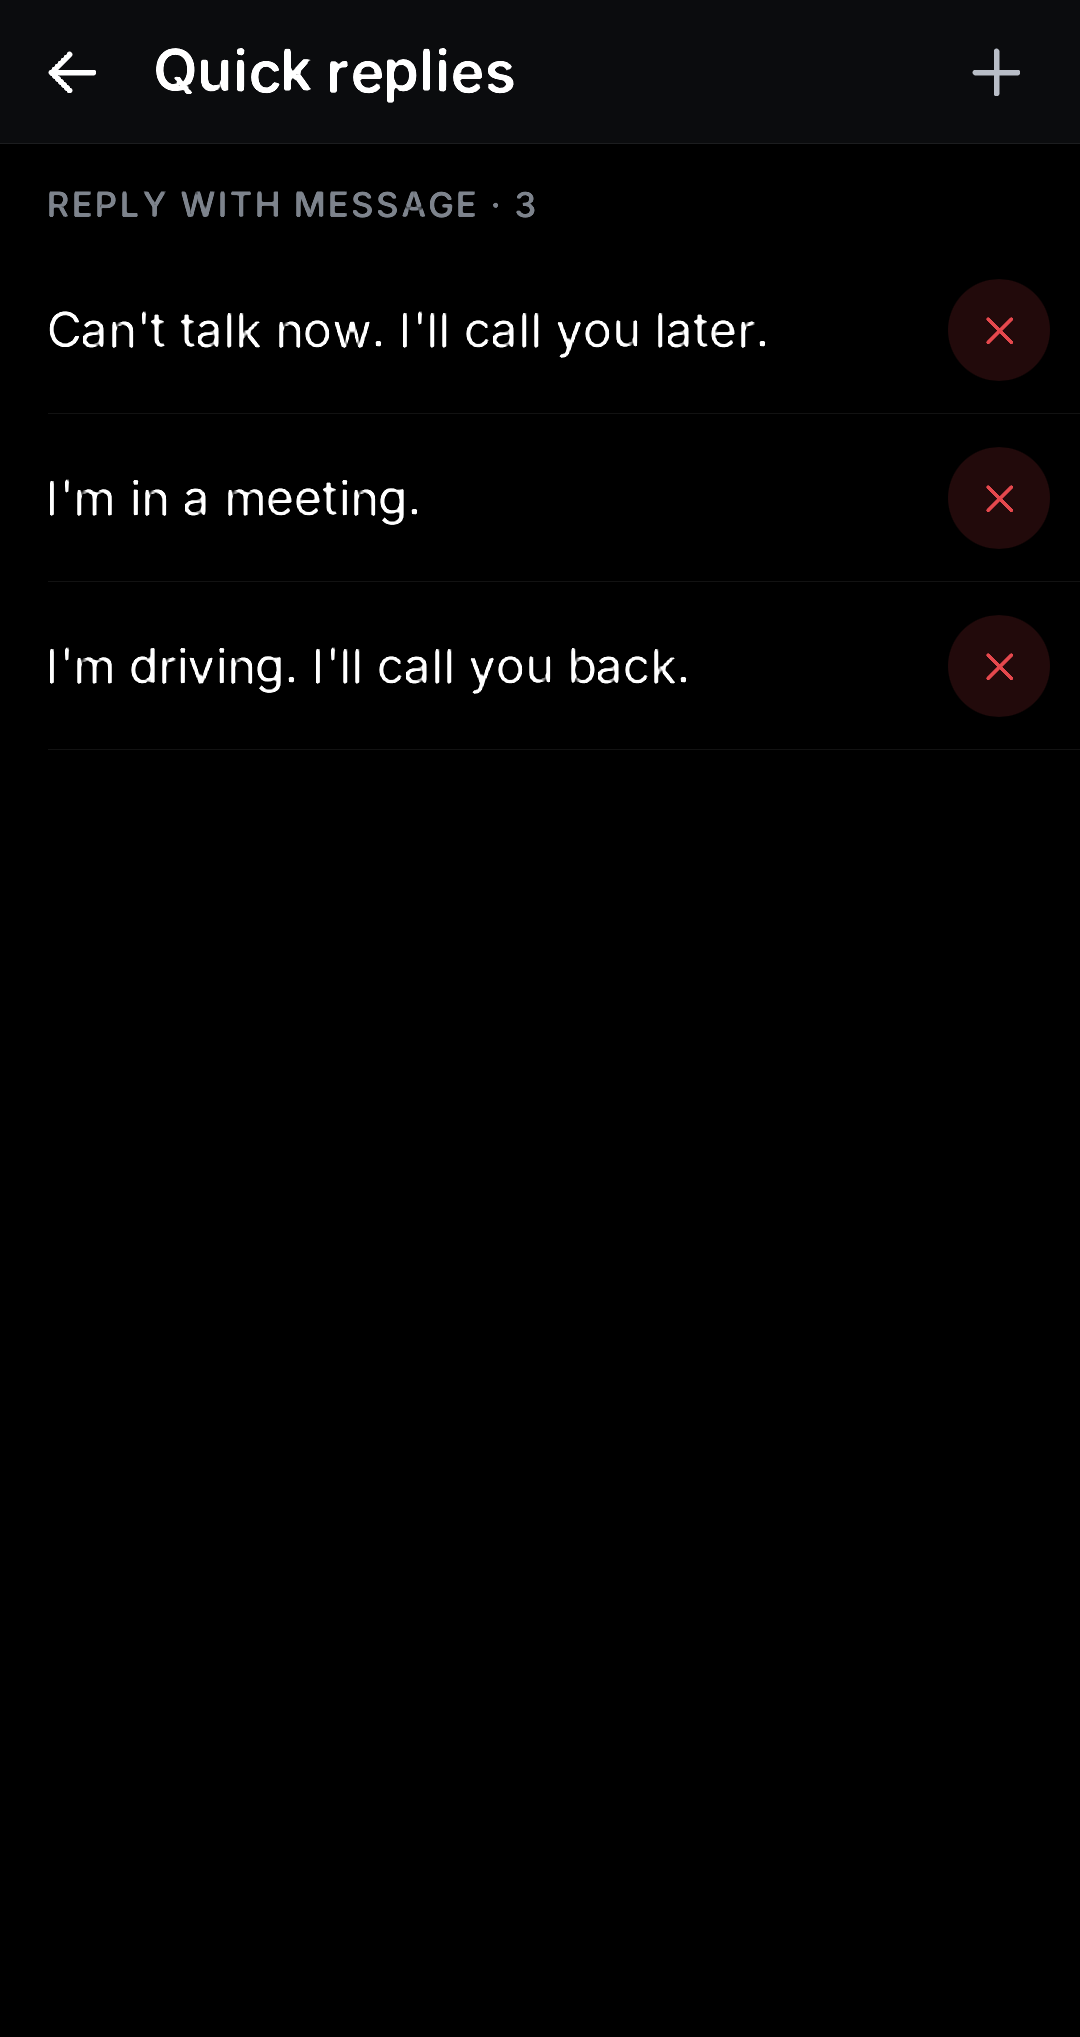 Quick replies
REPLY WITH MESSAGE · 3
Can't talk now. I'll call you later.
I'm in a meeting.
I'm driving. I'll call you back.